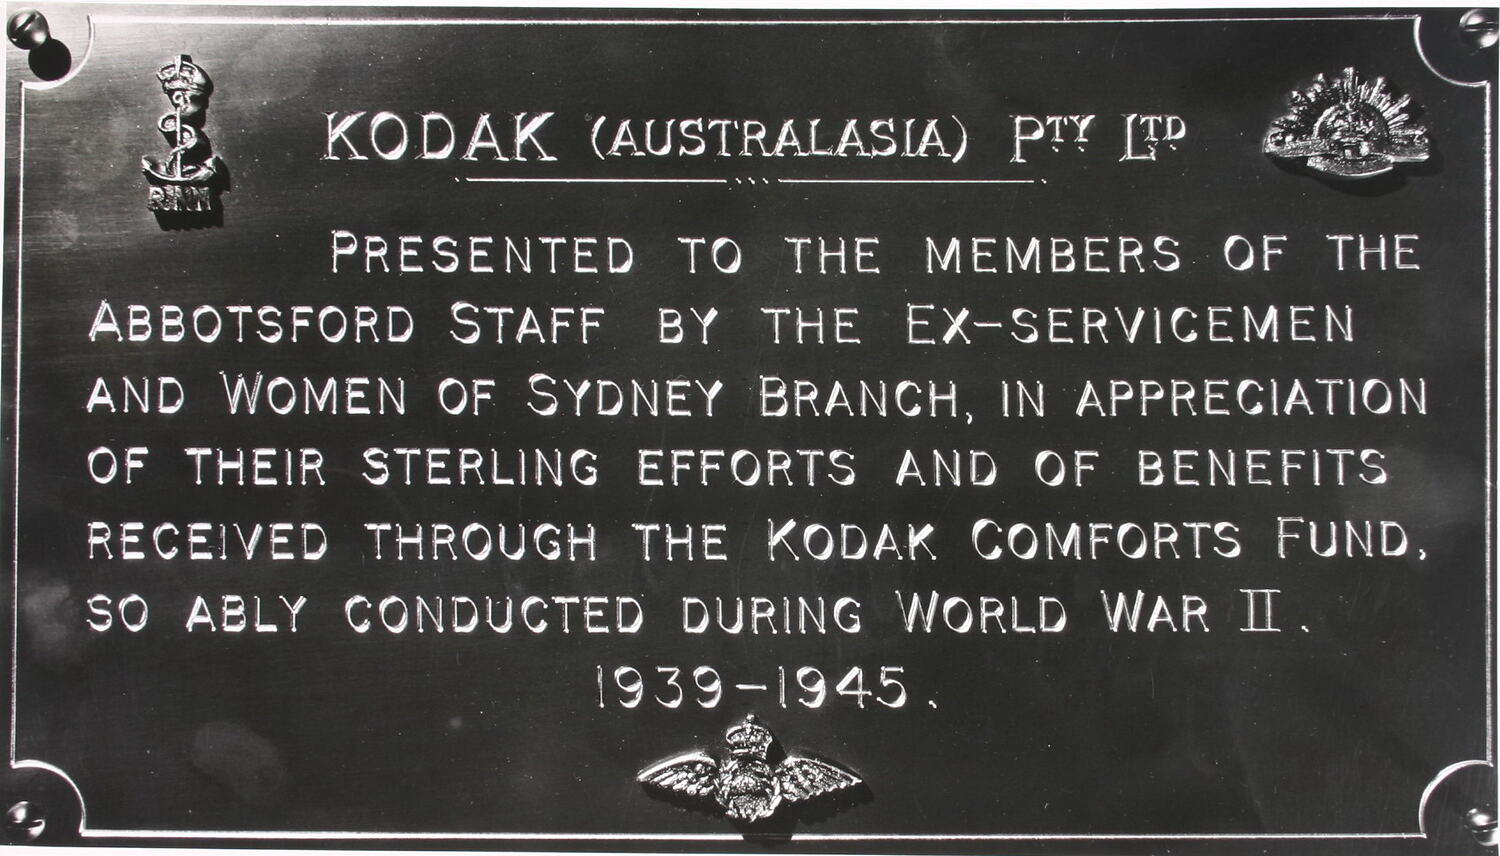 KODAK (AUSTRALASIA) PTY LTD
PRESENTED TO THE MEMBERS OF THE
ABBOTSFORD STAFF BY THE EX-SERVICEMEN
AND WOMEN OF SYDNEY BRANCH, IN APPRECIATION
OF THEIR STERLING EFFORTS AND OF BENEFITS
RECEIVED THROUGH THE KODAK COMFORTS FUND,
SO ABLY CONDUCTED DURING WORLD WAR II.
1939-1945.